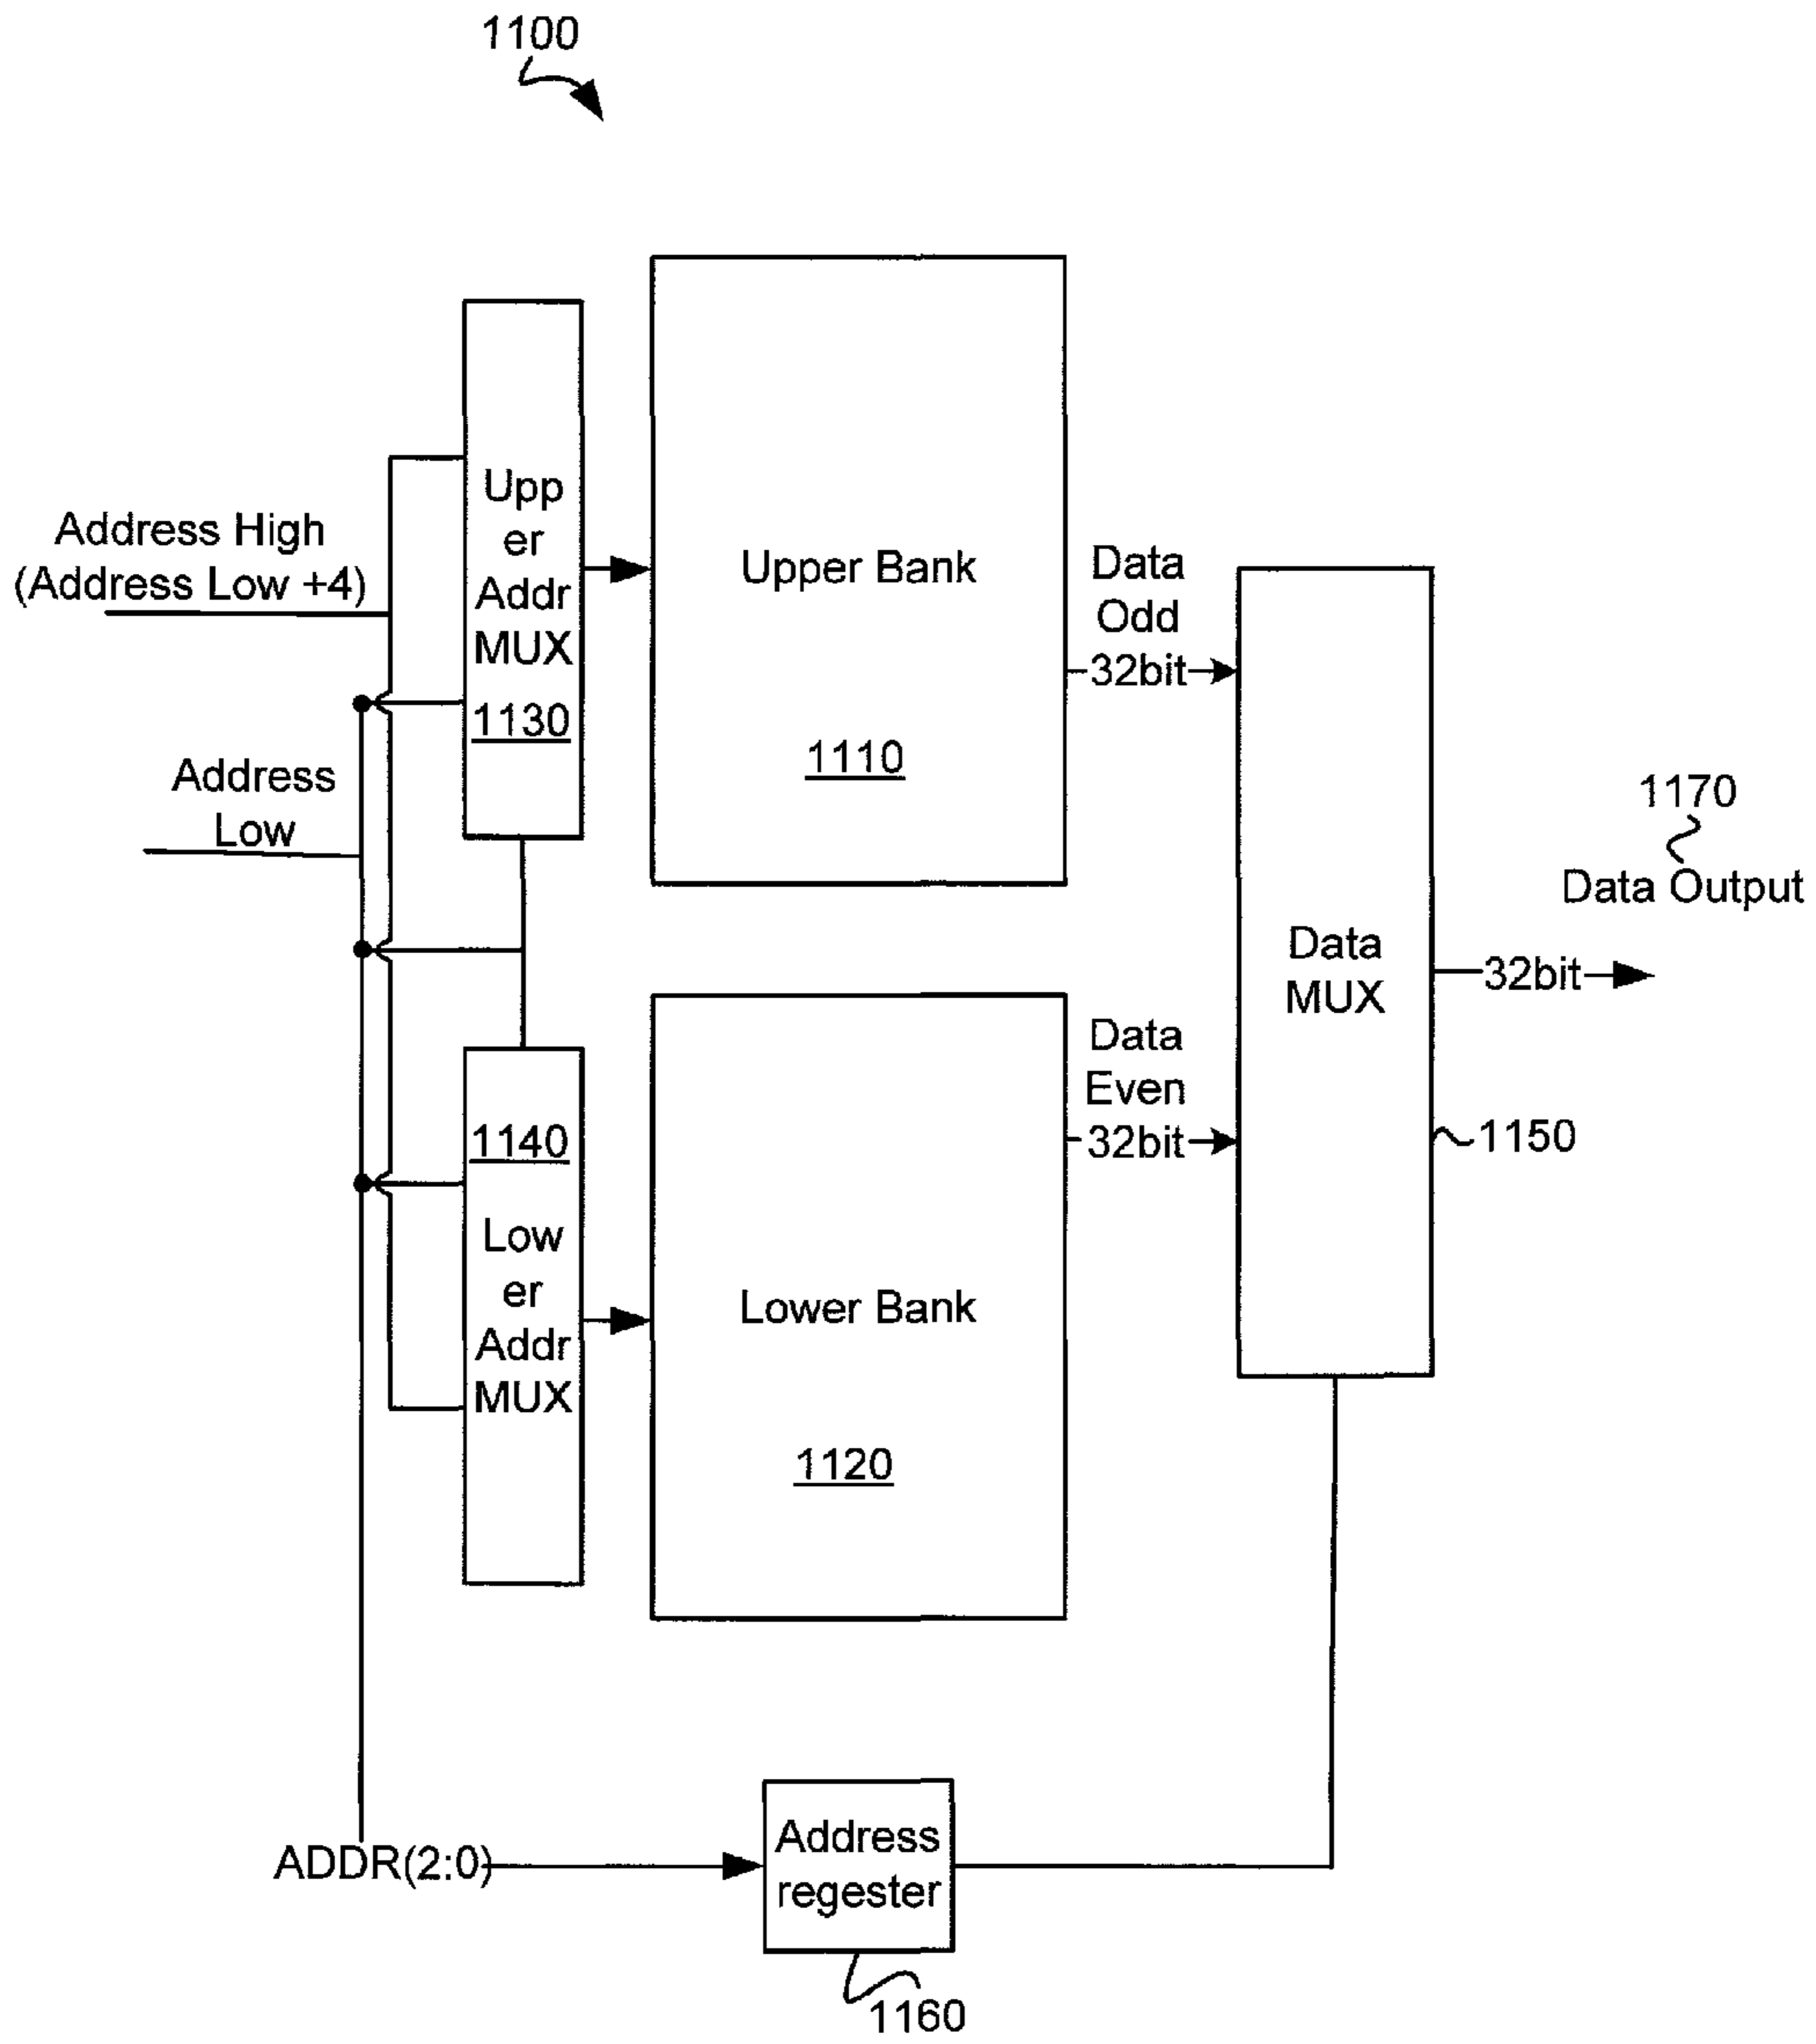 1100
Address High
(Address Low +4)
Address
Low
Upp
er
Addr
MUX
1130
Upper Bank
1110
Data
Odd
32bit
1140
Low
er
Addr
MUX
Lower Bank
1120
Data
Even
32bit
Data
MUX
1150
1170
Data Output
32bit
ADDR(2:0)
Address
regester
1160